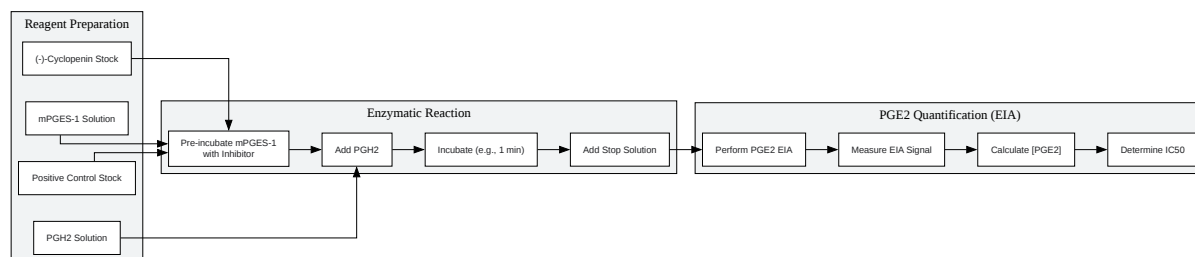 Reagent Preparation
(-)-Cyclopenin Stock
mPGES-1 Solution
Positive Control Stock
PGH2 Solution
Enzymatic Reaction
Pre-incubate mPGES-1
with Inhibitor
Add PGH2
Incubate (e.g., 1 min)
Add Stop Solution
PGE2 Quantification (EIA)
Perform PGE2 EIA
Measure EIA Signal
Calculate [PGE2]
Determine IC50